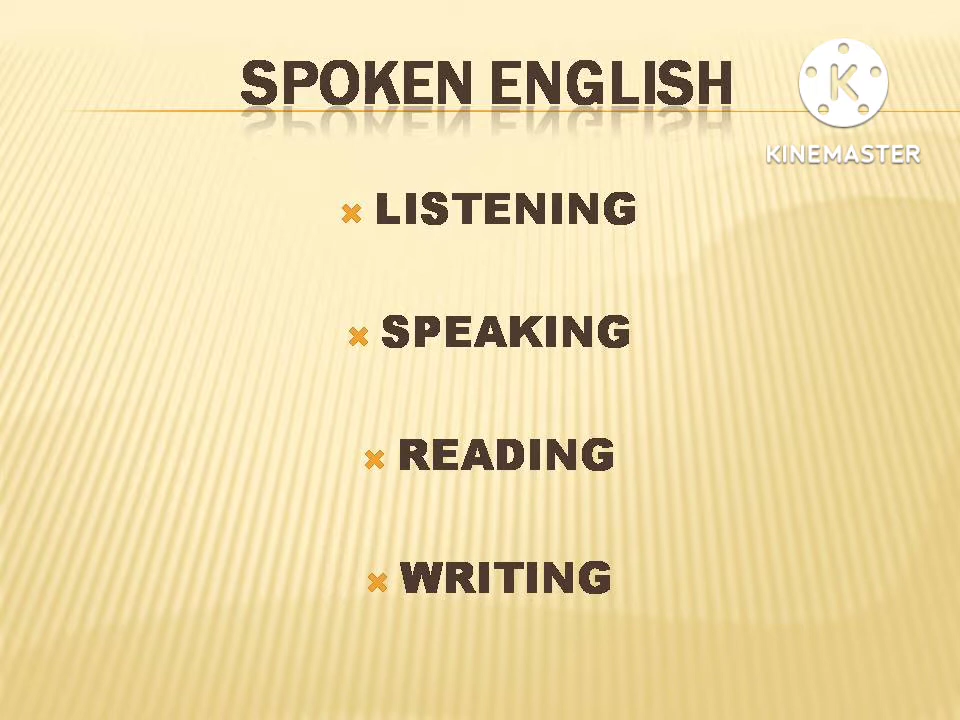 SPOKEN ENGLISH
K
KINEMASTER
LISTENING
SPEAKING
READING
WRITING